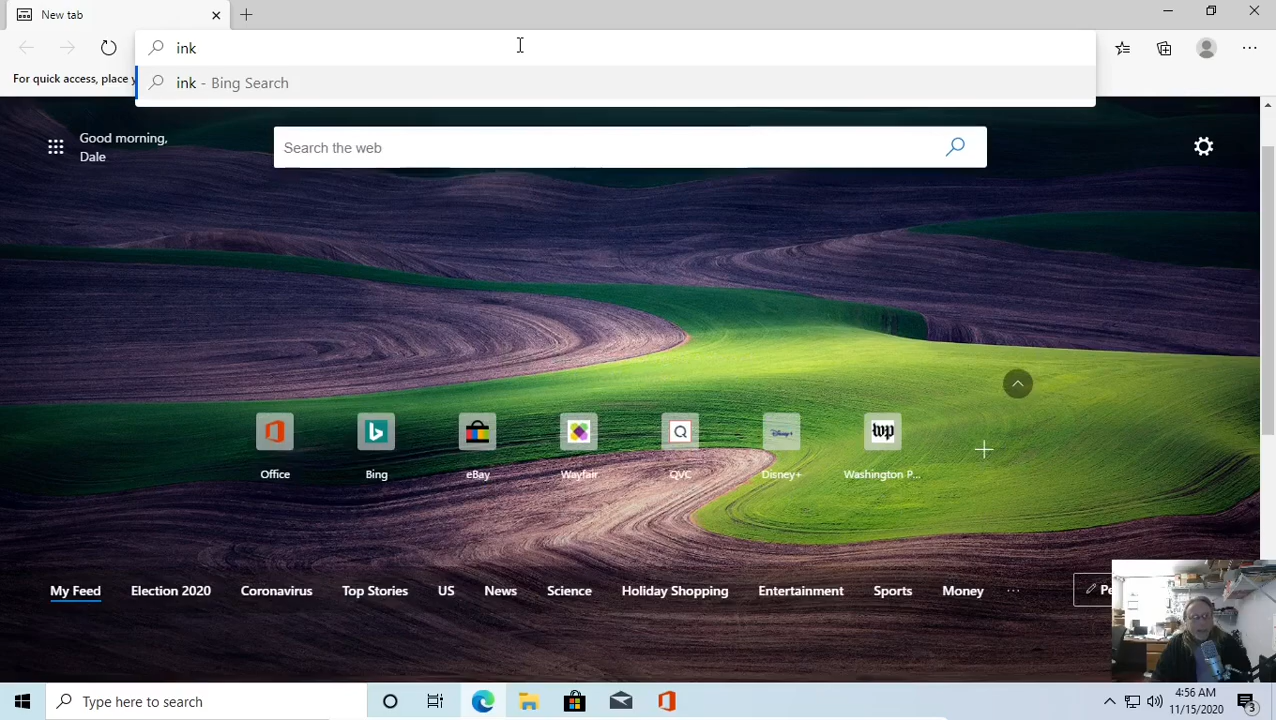 New tab
ink
ink - Bing Search
For quick access, place y
Good morning,
Dale
Search the web
Office
Bing
eBay
Wayfair
QVC
Disney+
Washington P...
My Feed
Election 2020
Coronavirus
Top Stories
US
News
Science
Holiday Shopping
Entertainment
Sports
Money
Pe
Type here to search
4:56 AM
11/15/2020
3